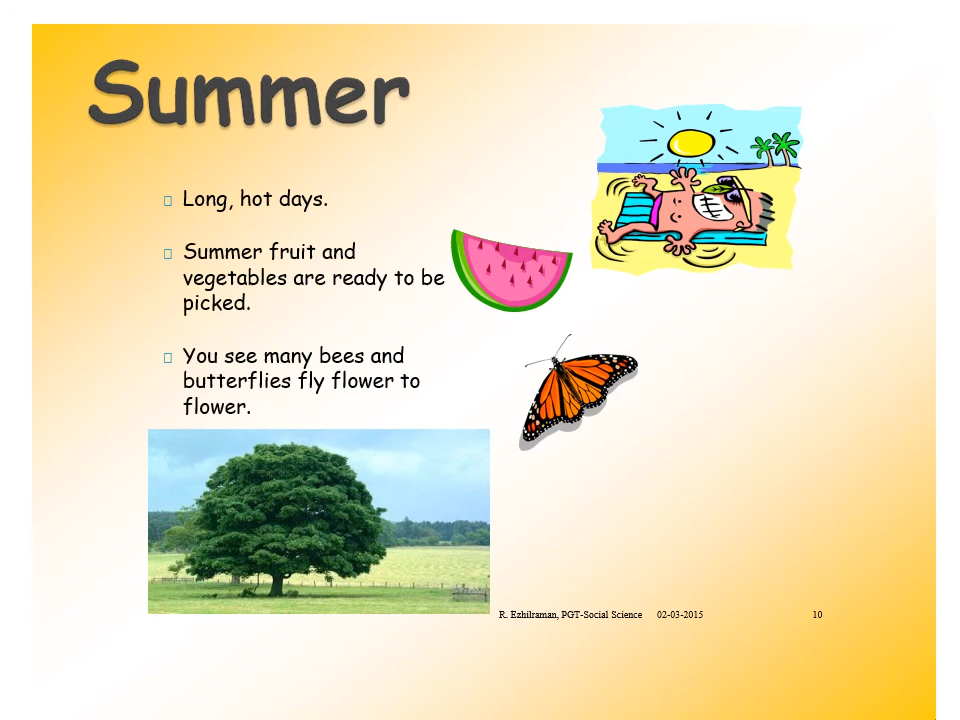 Summer
Long, hot days.
Summer fruit and
vegetables are ready to be
picked.
You see many bees and
butterflies fly flower to
flower.
R. Ezhilraman, PGT-Social Science 02-03-2015 10